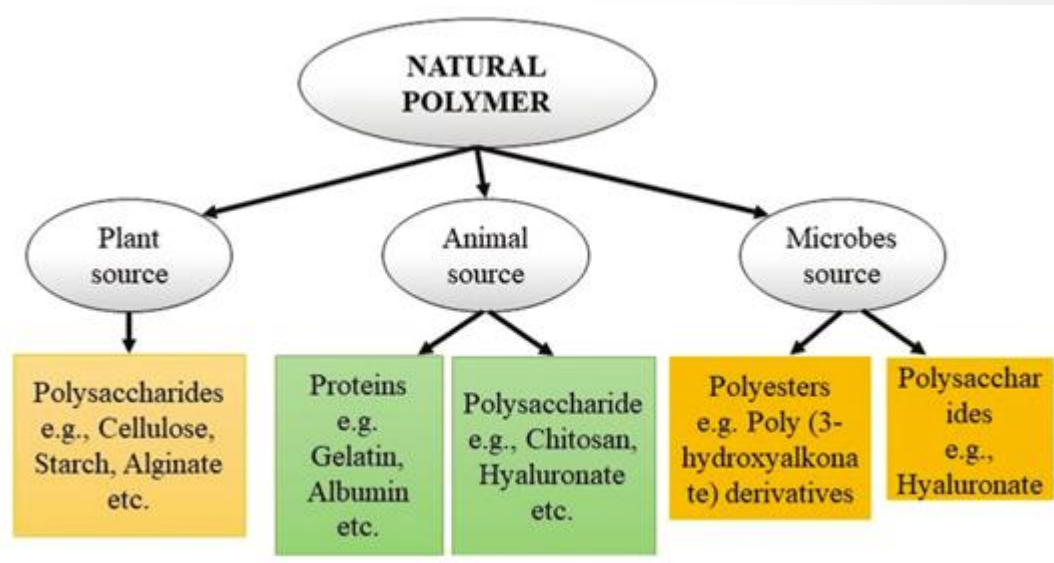 NATURAL
POLYMER
Plant
source
Animal
source
Microbes
source
Polysaccharides
e.g., Cellulose,
Starch, Alginate
etc.
Proteins
e.g.
Gelatin,
Albumin
etc.
Polysaccharide
e.g., Chitosan,
Hyaluronate
etc.
Polyesters
e.g. Poly (3-
hydroxyalkona
te) derivatives
Polysacchar
ides
e.g.,
Hyaluronate